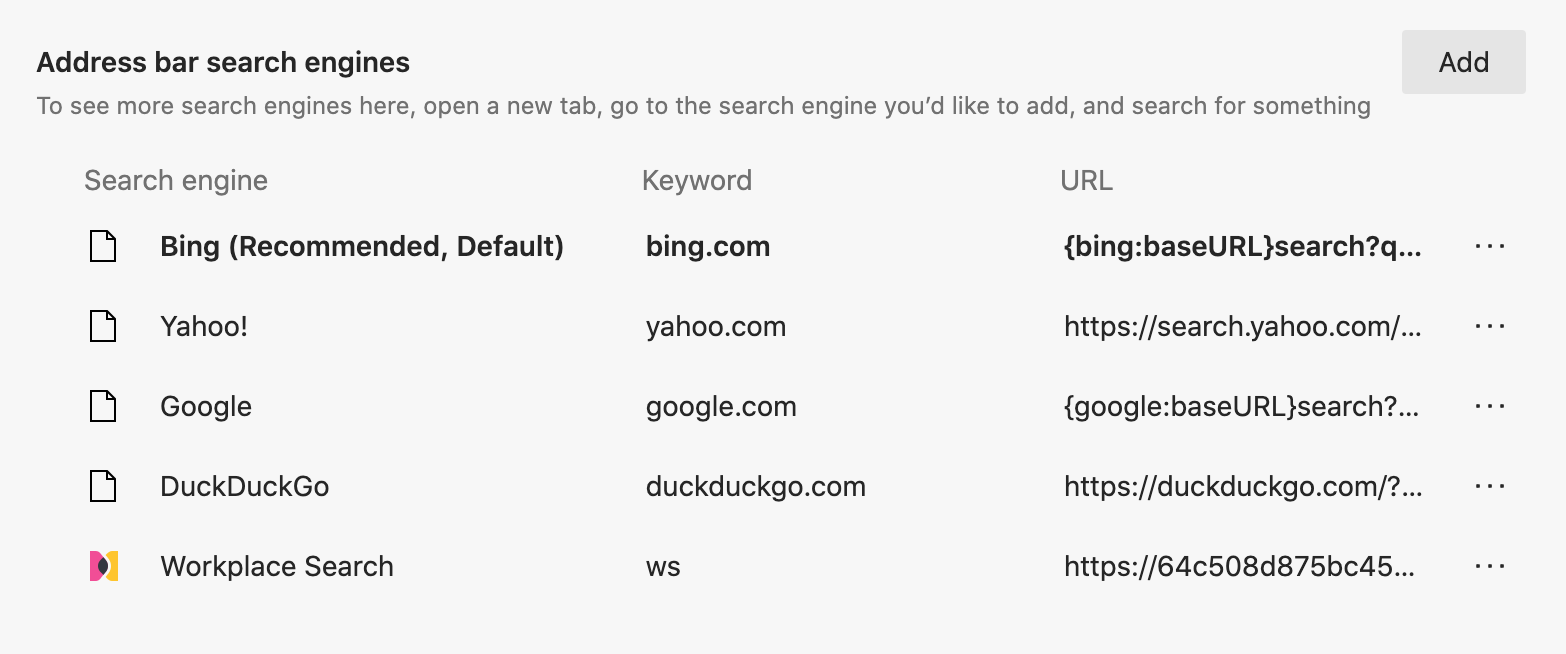 Address bar search engines
Add
To see more search engines here, open a new tab, go to the search engine you’d like to add, and search for something
Search engine Keyword URL
Bing (Recommended, Default) bing.com {bing:baseURL}search?q...
Yahoo! yahoo.com https://search.yahoo.com/...
Google google.com {google:baseURL}search?...
DuckDuckGo duckduckgo.com https://duckduckgo.com/?...
Workplace Search ws https://64c508d875bc45...